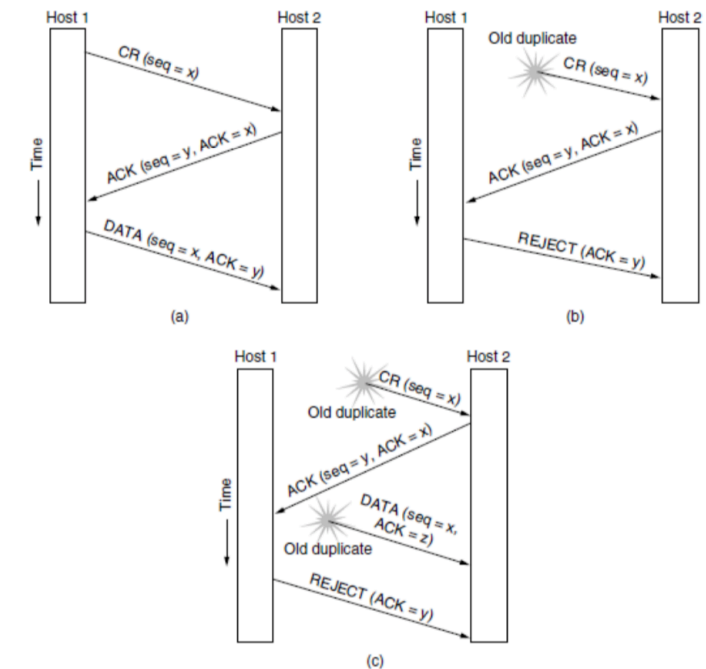 Host 1
Host 2
CR (seq = x)
ACK (seq = y, ACK = x)
Time
DATA (seq = x, ACK = y)
(a)
Host 1
Host 2
Old duplicate
CR (seq = x)
ACK (seq = y, ACK = x)
Time
REJECT (ACK = y)
(b)
Host 1
Host 2
CR (seq = x)
Old duplicate
ACK (seq = y, ACK = x)
Time
DATA (seq = x,
ACK = z)
Old duplicate
REJECT (ACK = y)
(c)